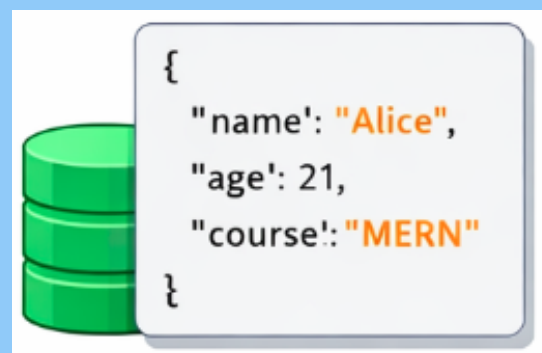 {
"name': "Alice",
"age': 21,
"course': "MERN"
}